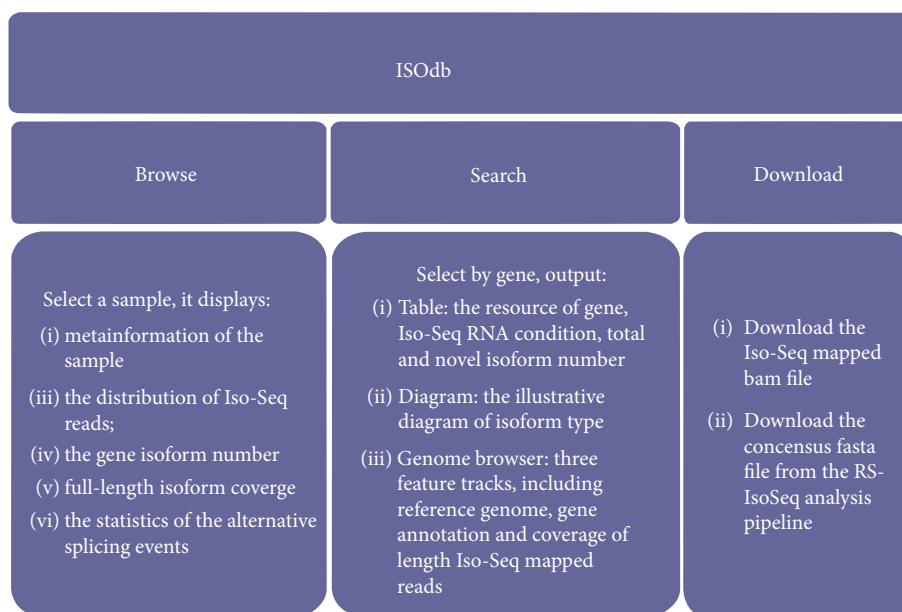 ISOdb
Browse
Search
Download
Select a sample, it displays:
(i) metainformation of the
sample
(iii) the distribution of Iso-Seq
reads;
(iv) the gene isoform number
(v) full-length isoform coverge
(vi) the statistics of the alternative
splicing events
Select by gene, output:
(i) Table: the resource of gene,
Iso-Seq RNA condition, total
and novel isoform number
(ii) Diagram: the illustrative
diagram of isoform type
(iii) Genome browser: three
feature tracks, including
reference genome, gene
annotation and coverage of
length Iso-Seq mapped
reads
(i) Download the
Iso-Seq mapped
bam file
(ii) Download the
concensus fasta
file from the RS-
IsoSeq analysis
pipeline